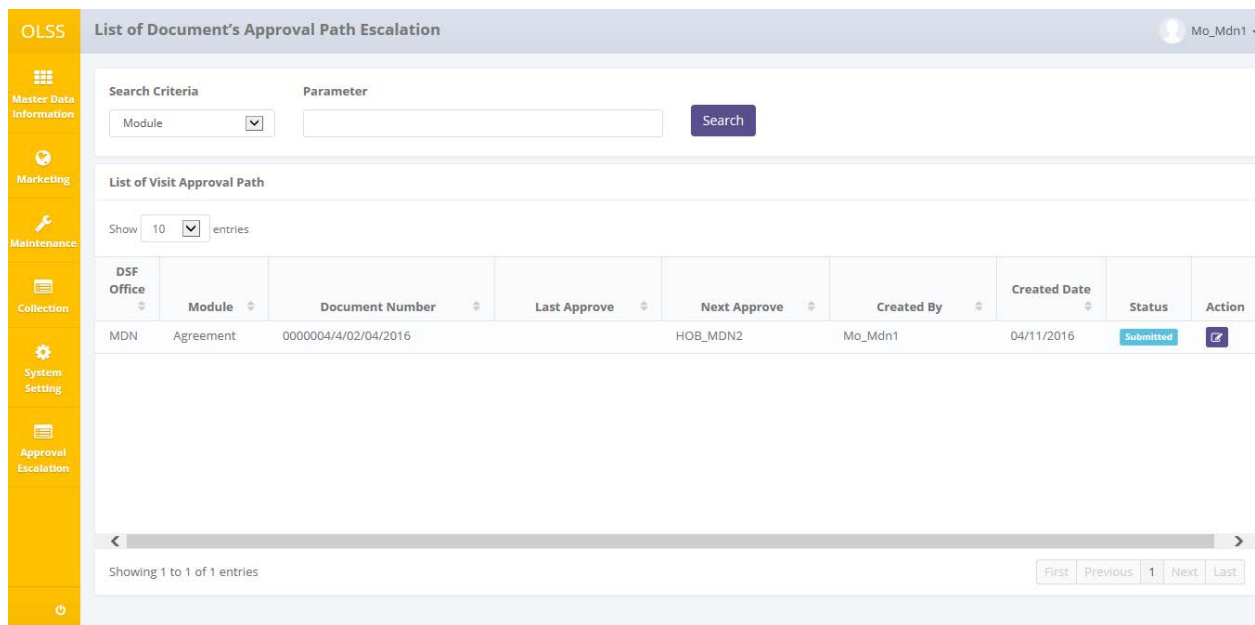 OLSS
List of Document's Approval Path Escalation
Mo_Mdn1
Master Data
Information
Marketing
Maintenance
Collection
System
Setting
Approval
Escalation
Search Criteria
Parameter
Module
Search
List of Visit Approval Path
Show 10 entries
DSF Office Module Document Number Last Approve Next Approve Created By Created Date Status Action
MDN Agreement 0000004/4/02/04/2016 HOB_MDN2 Mo_Mdn1 04/11/2016 Submitted
Showing 1 to 1 of 1 entries
First Previous 1 Next Last